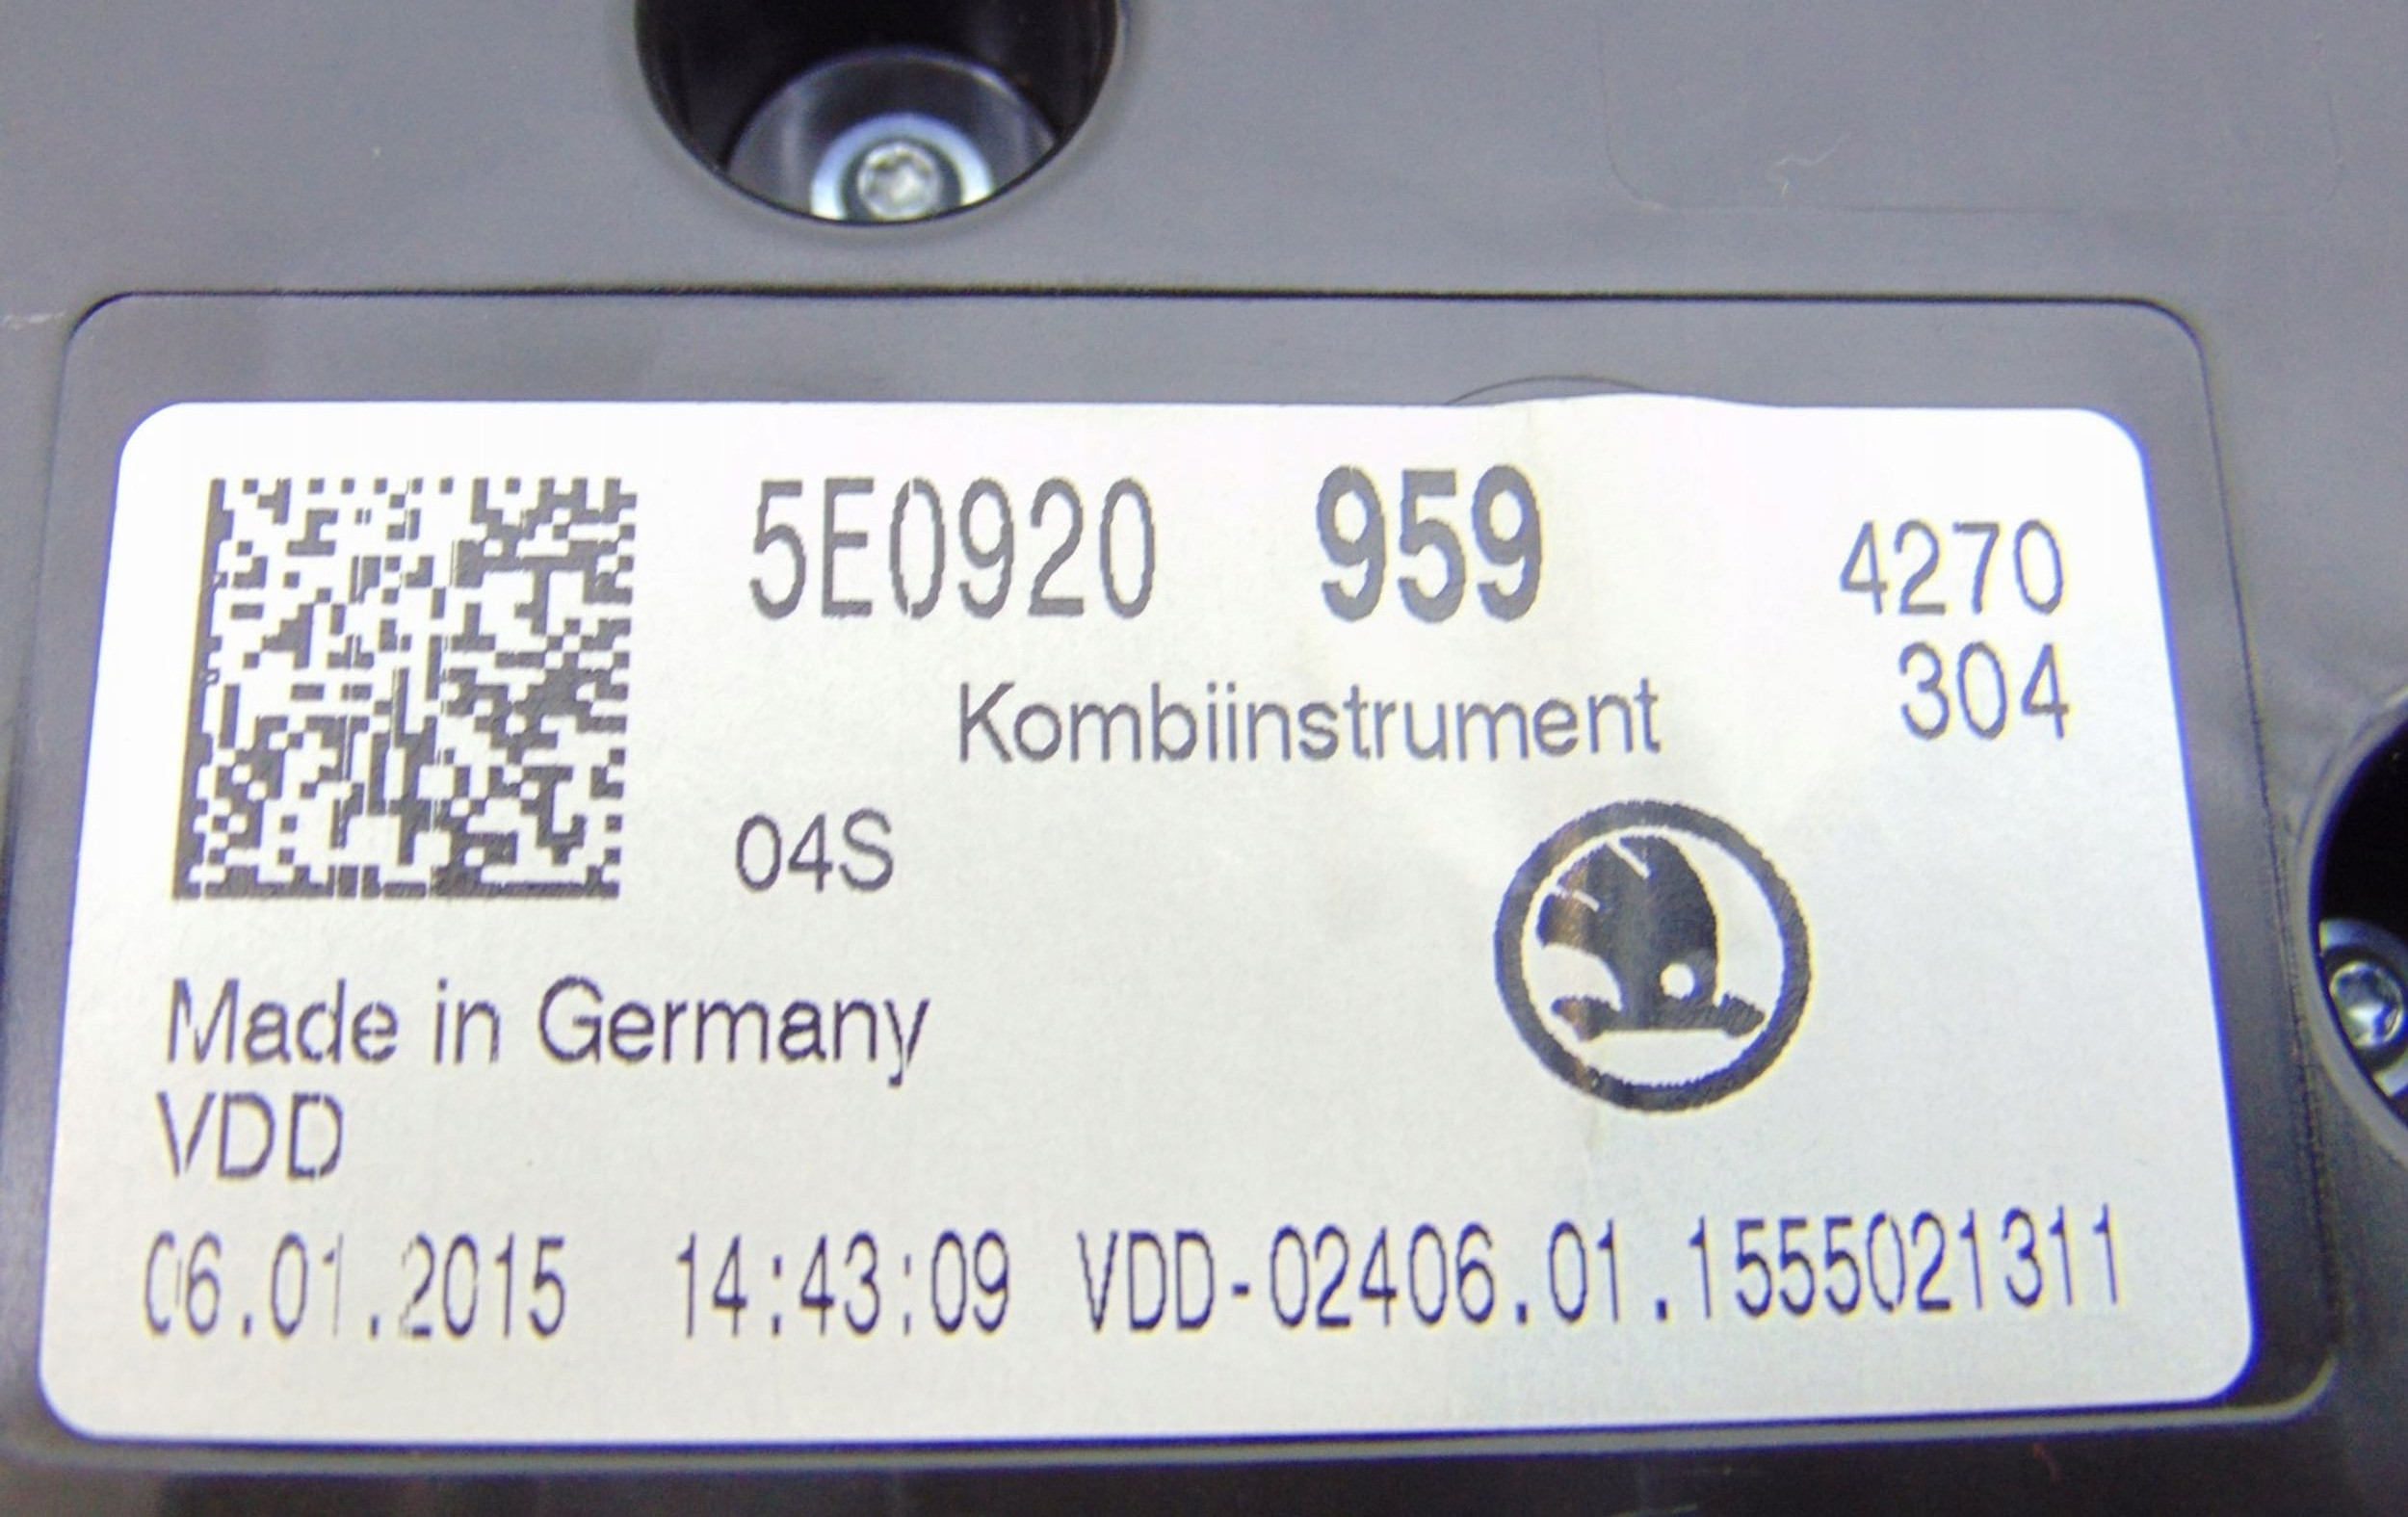 5E0920 959 4270
304
Kombiinstrument
04S
Made in Germany
VDD
06.01.2015 14:43:09 VDD-02406.01.1555021311